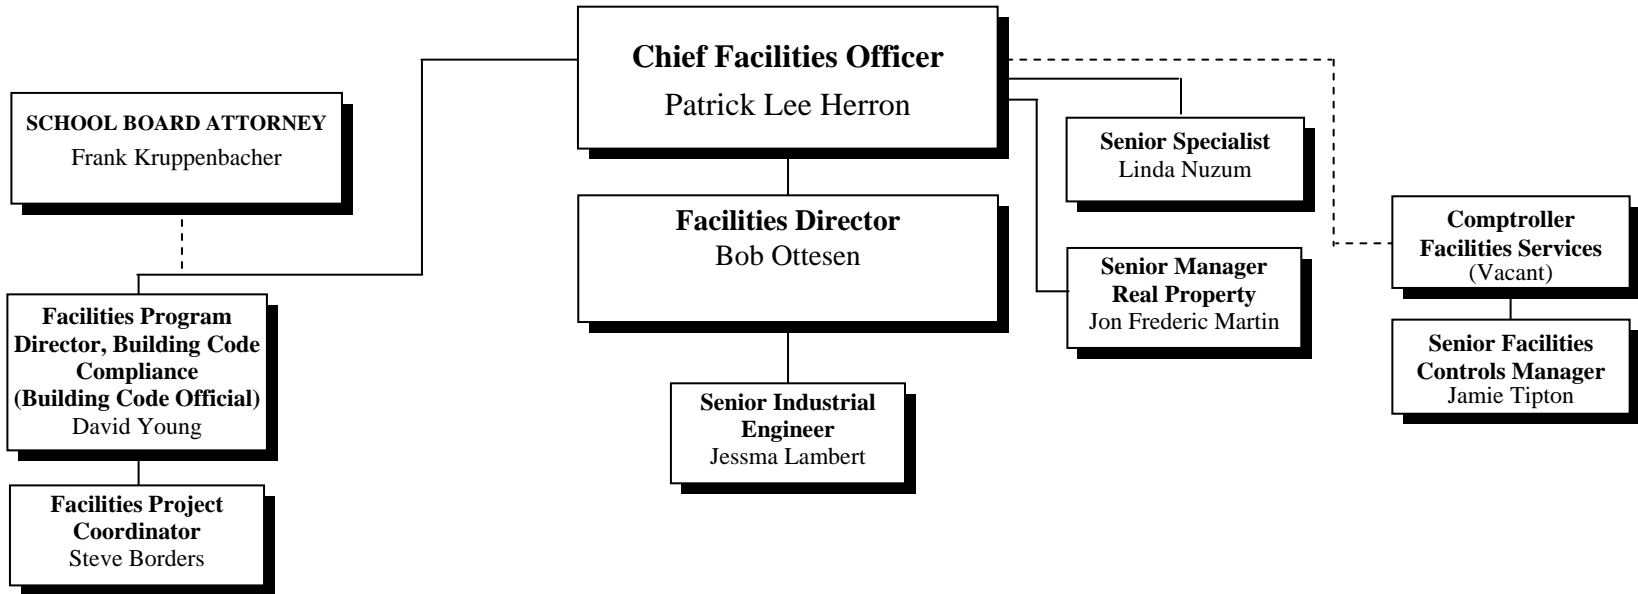 Chief Facilities Officer
Patrick Lee Herron
SCHOOL BOARD ATTORNEY
Frank Kruppenbacher
Senior Specialist
Linda Nuzum
Facilities Director
Bob Ottesen
Comptroller
Facilities Services
(Vacant)
Senior Manager
Real Property
Jon Frederic Martin
Facilities Program
Director, Building Code
Compliance
(Building Code Official)
David Young
Senior Facilities
Controls Manager
Jamie Tipton
Senior Industrial
Engineer
Jessma Lambert
Facilities Project
Coordinator
Steve Borders